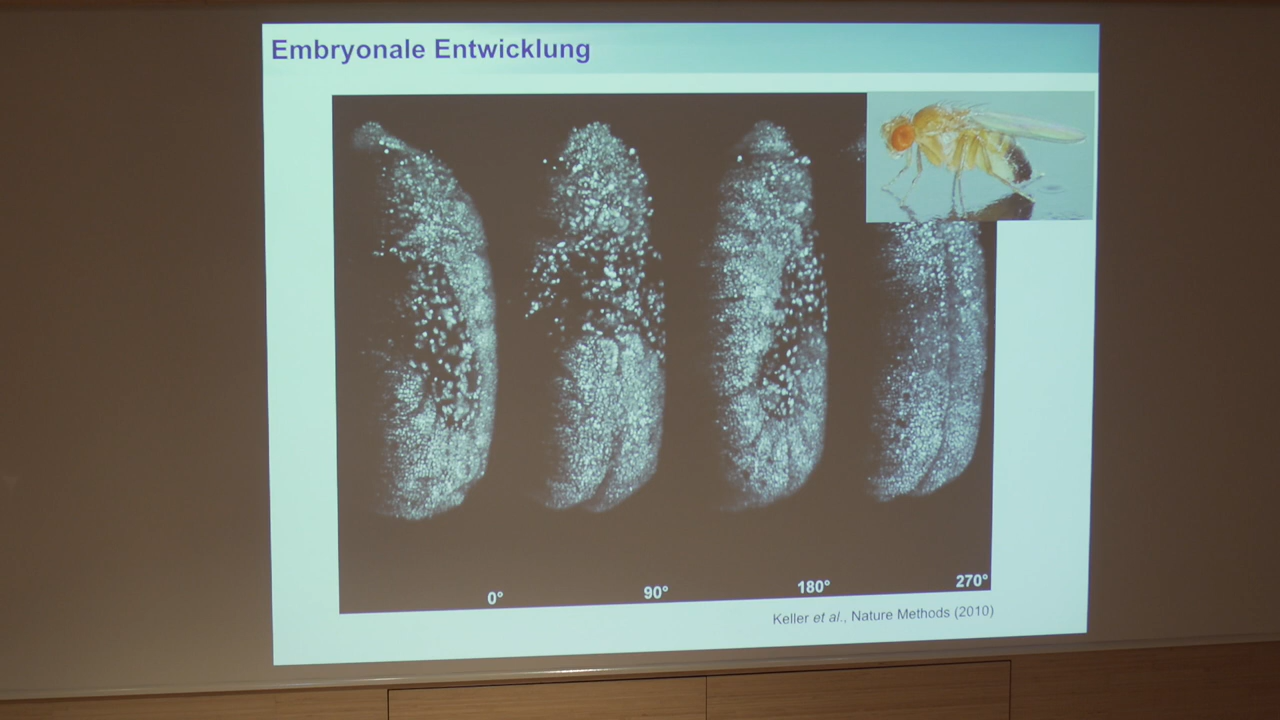 Embryonale Entwicklung
0° 90° 180° 270°
Keller et al., Nature Methods (2010)